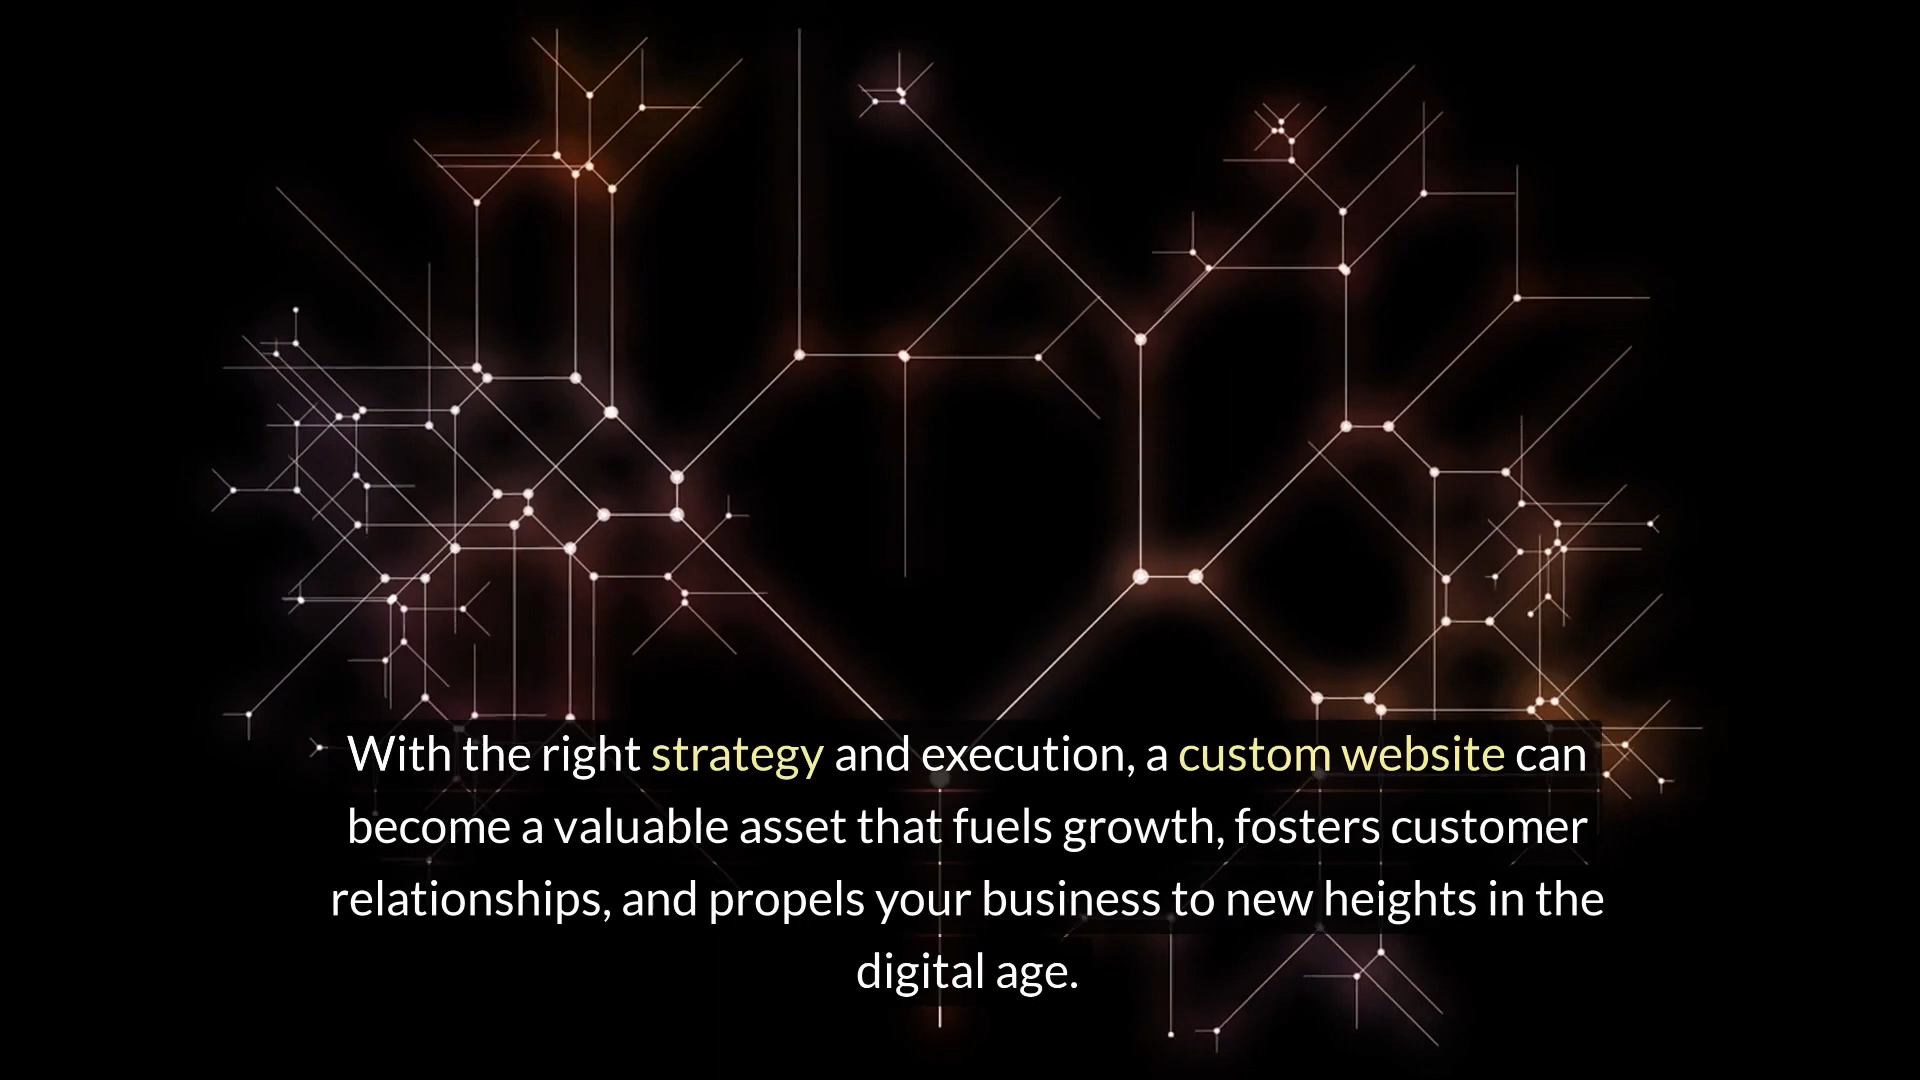 With the right strategy and execution, a custom website can
become a valuable asset that fuels growth, fosters customer
relationships, and propels your business to new heights in the
digital age.